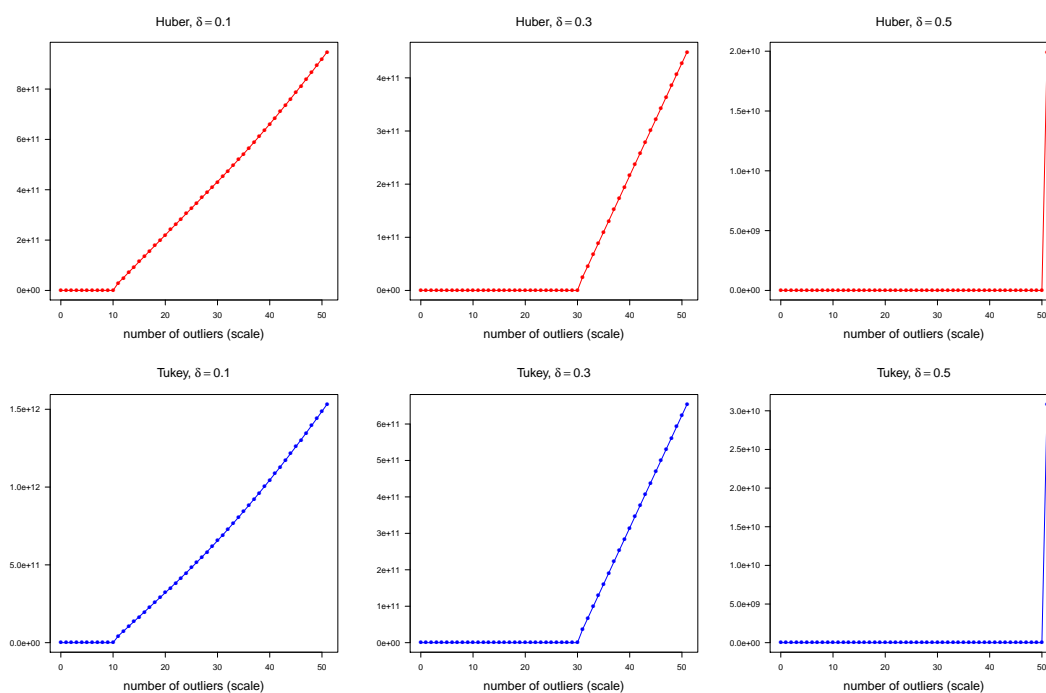 Huber, δ = 0.1
8e+11
6e+11
4e+11
2e+11
0e+00
0 10 20 30 40 50
number of outliers (scale)
Huber, δ = 0.3
4e+11
3e+11
2e+11
1e+11
0e+00
0 10 20 30 40 50
number of outliers (scale)
Huber, δ = 0.5
2.0e+10
1.5e+10
1.0e+10
5.0e+09
0.0e+00
0 10 20 30 40 50
number of outliers (scale)
Tukey, δ = 0.1
1.5e+12
1.0e+12
5.0e+11
0.0e+00
0 10 20 30 40 50
number of outliers (scale)
Tukey, δ = 0.3
6e+11
5e+11
4e+11
3e+11
2e+11
1e+11
0e+00
0 10 20 30 40 50
number of outliers (scale)
Tukey, δ = 0.5
3.0e+10
2.5e+10
2.0e+10
1.5e+10
1.0e+10
5.0e+09
0.0e+00
0 10 20 30 40 50
number of outliers (scale)